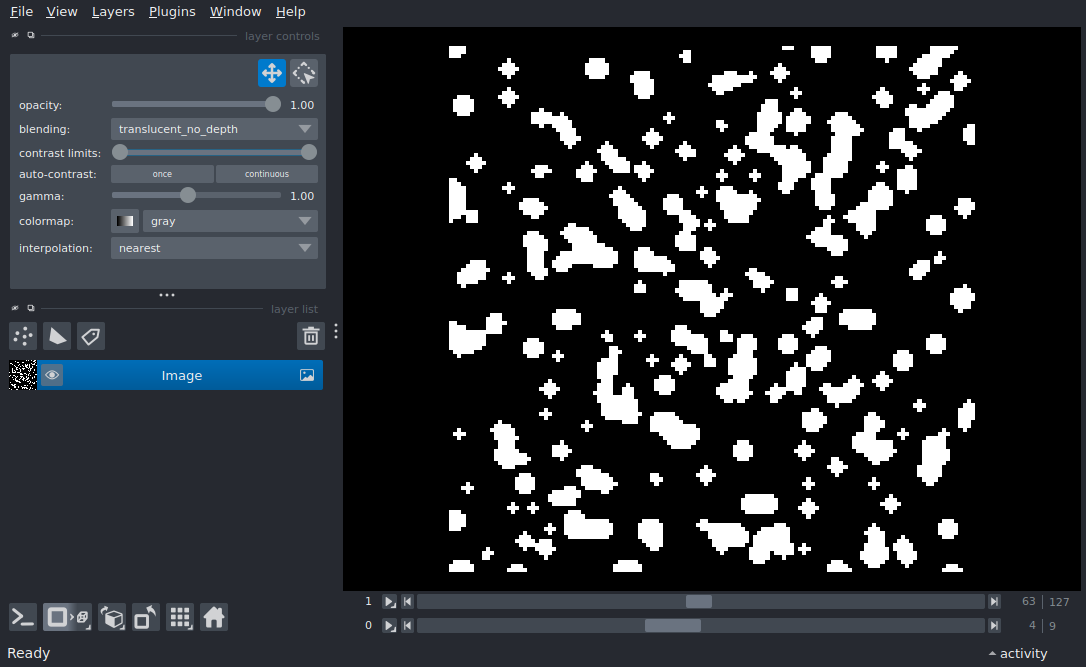 File View Layers Plugins Window Help
layer controls
opacity: 1.00
blending: translucent_no_depth
contrast limits:
auto-contrast: once continuous
gamma: 1.00
colormap: gray
interpolation: nearest
layer list
Image
1 63 127
0 4 9
Ready activity